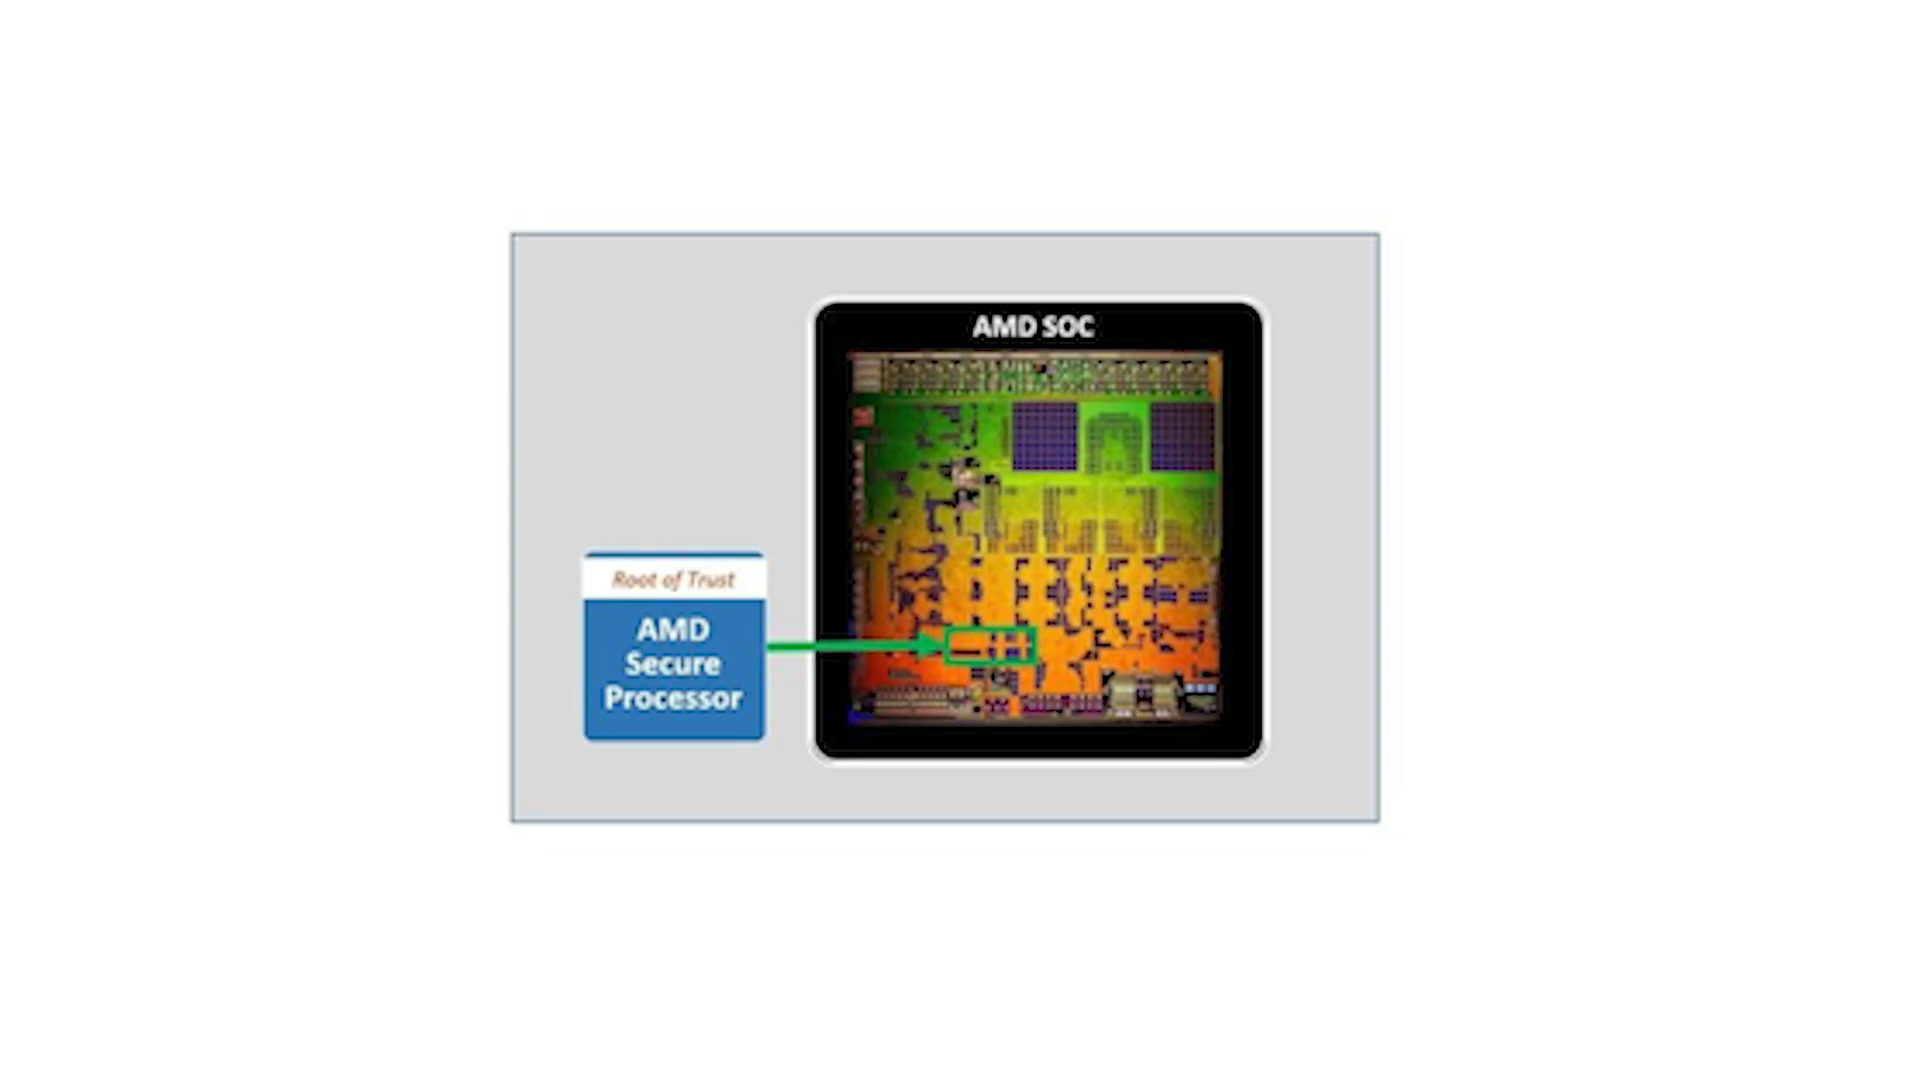 AMD SOC
Root of Trust
AMD
Secure
Processor